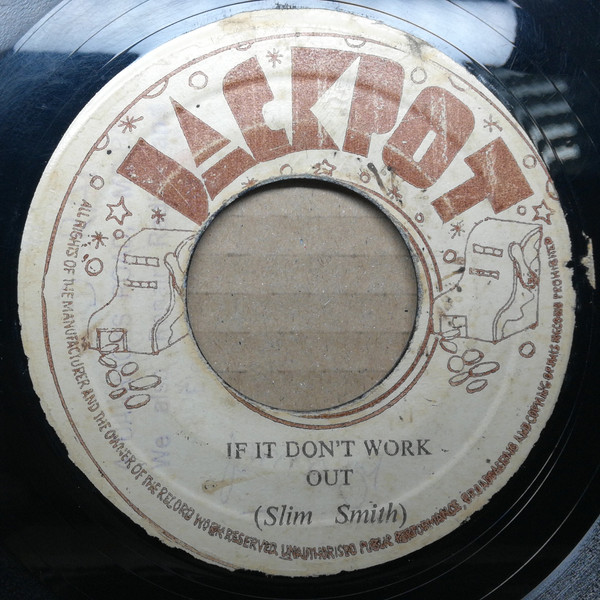 JACKPOT
ALL RIGHTS OF THE MANUFACTURER AND THE OWNER OF THE RECORD WORK RESERVED. UNAUTHORISED PUBLIC PERFORMANCE, AND COPYING OF THIS RECORD PROHIBITED
IF IT DON'T WORK
OUT
(Slim Smith)